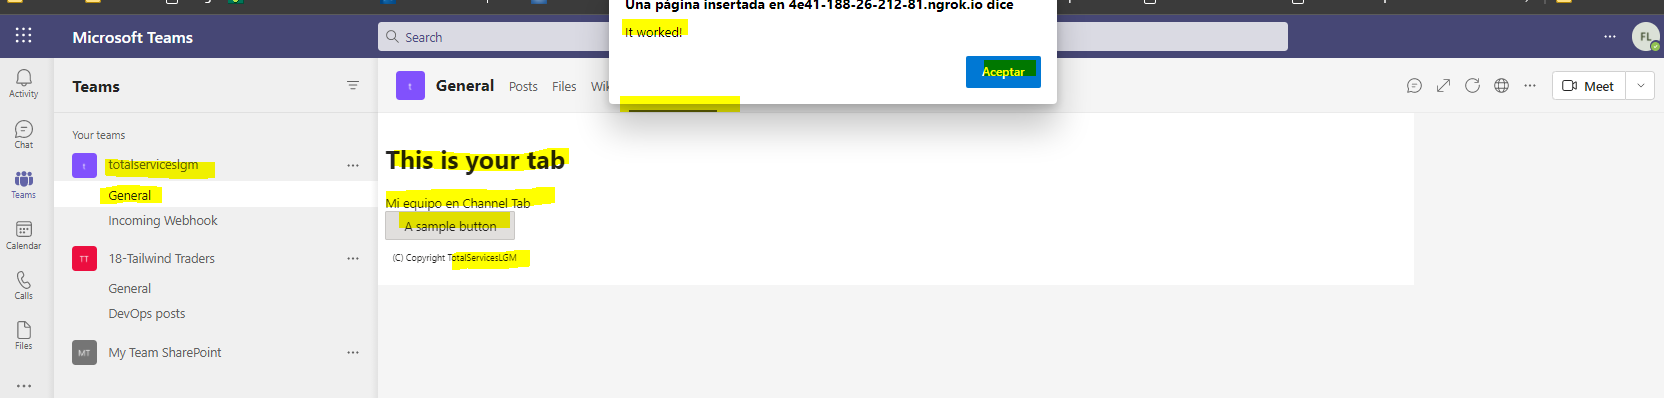 Una página insertada en 4e41-188-26-212-81.ngrok.io dice
It worked!
Aceptar
Microsoft Teams
Search
FL
Activity
Chat
Teams
Calendar
Calls
Files
Teams
Your teams
t
totalserviceslgm
General
Incoming Webhook
TT
18-Tailwind Traders
General
DevOps posts
MT
My Team SharePoint
t
General
Posts
Files
Meet
This is your tab
Mi equipo en Channel Tab
A sample button
(C) Copyright TotalServicesLGM